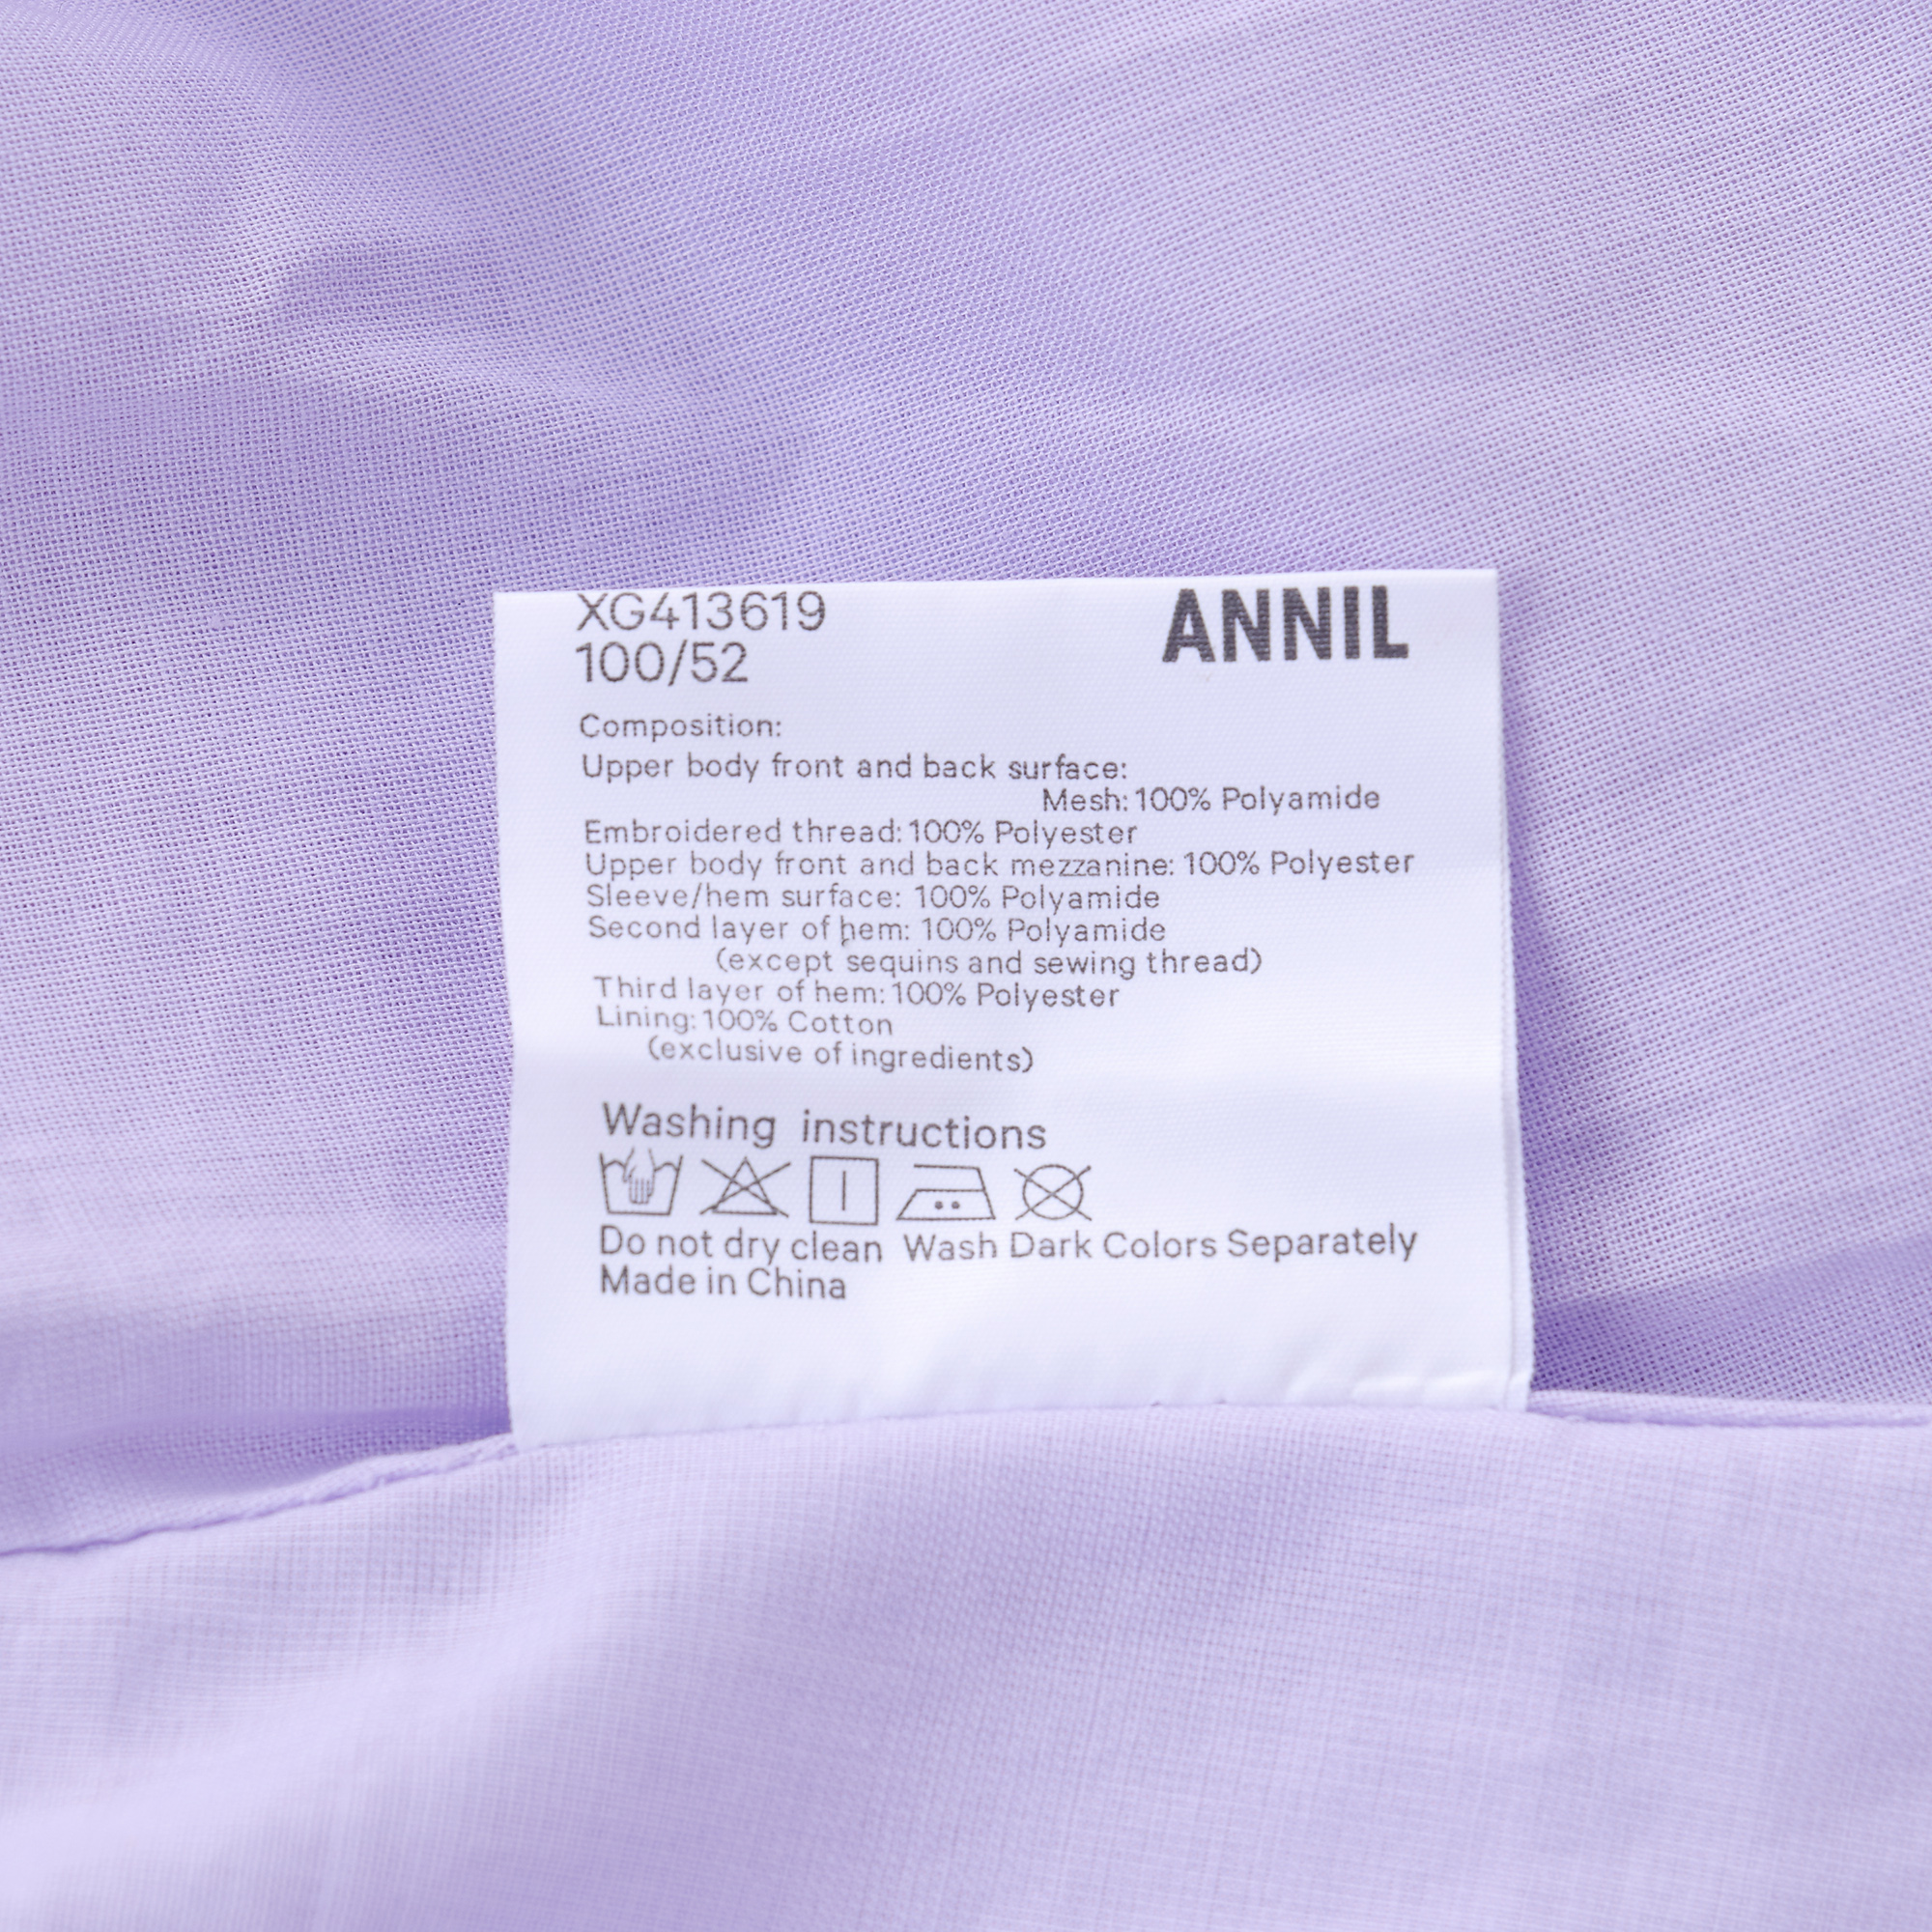 XG413619 ANNIL
100/52
Composition:
Upper body front and back surface:
Mesh: 100% Polyamide
Embroidered thread: 100% Polyester
Upper body front and back mezzanine: 100% Polyester
Sleeve/hem surface: 100% Polyamide
Second layer of hem: 100% Polyamide
(except sequins and sewing thread)
Third layer of hem: 100% Polyester
Lining: 100% Cotton
(exclusive of ingredients)
Washing instructions
Do not dry clean Wash Dark Colors Separately
Made in China